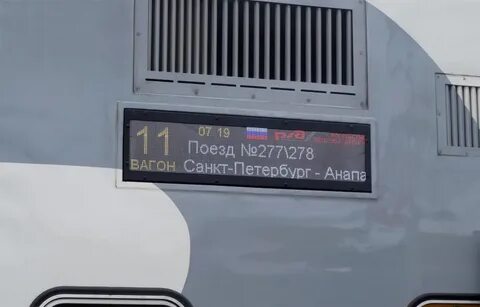 11 07 19 РЖД
Поезд №277\278
ВАГОН Санкт-Петербург - Анапа